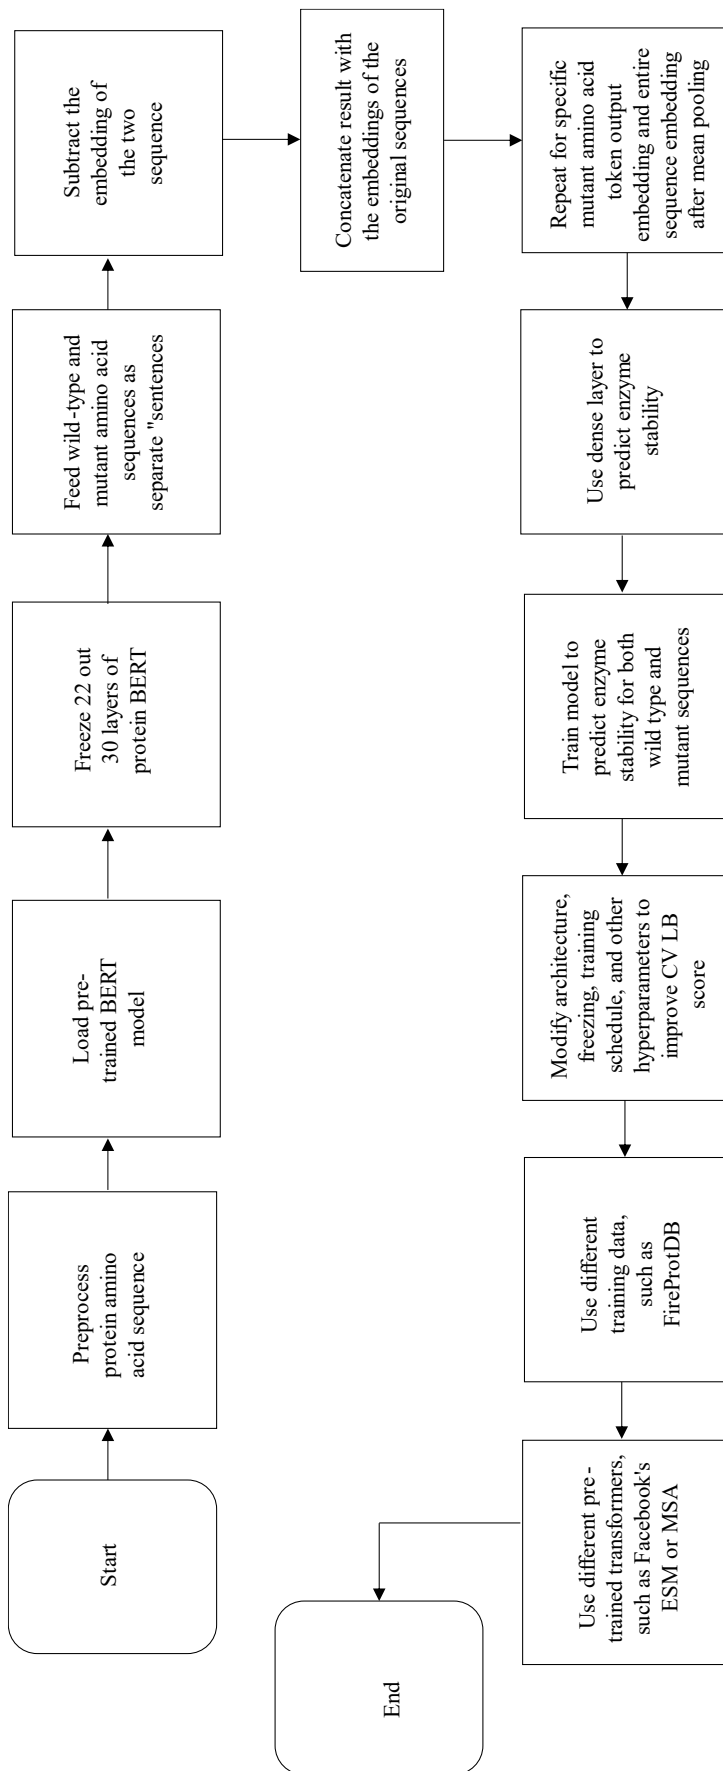 Start
Preprocess
protein amino
acid sequence
Load pre-
trained BERT
model
Freeze 22 out
30 layers of
protein BERT
Feed wild-type and
mutant amino acid
sequences as
separate "sentences
Subtract the
embedding of
the two
sequence
Concatenate result with
the embeddings of the
original sequences
Repeat for specific
mutant amino acid
token output
embedding and entire
sequence embedding
after mean pooling
Use dense layer to
predict enzyme
stability
Train model to
predict enzyme
stability for both
wild type and
mutant sequences
Modify architecture,
freezing, training
schedule, and other
hyperparameters to
improve CV LB
score
Use different
training data,
such as
FireProtDB
Use different pre-
trained transformers,
such as Facebook's
ESM or MSA
End